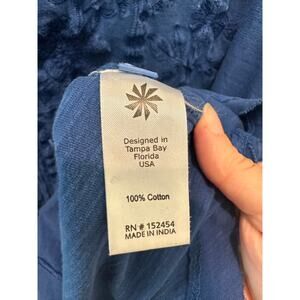 Designed in
Tampa Bay
Florida
USA
100% Cotton
RN # 152454
MADE IN INDIA